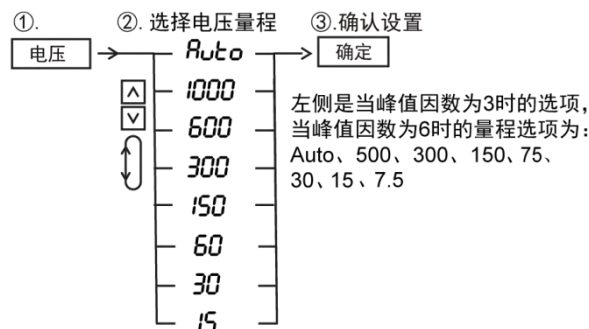 ①.
②. 选择电压量程
③.确认设置
电压
Auto
确定
1000
600
300
150
60
30
15
左侧是当峰值因数为3时的选项，
当峰值因数为6时的量程选项为：
Auto、500、300、150、75、
30、15、7.5